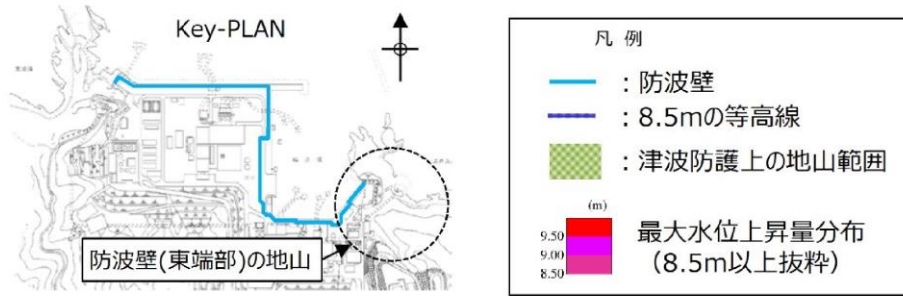 Key-PLAN
防波壁(東端部)の地山
凡 例
：防波壁
：8.5mの等高線
：津波防護上の地山範囲
(m)
9.50
9.00
8.50
最大水位上昇量分布
（8.5m以上抜粋）